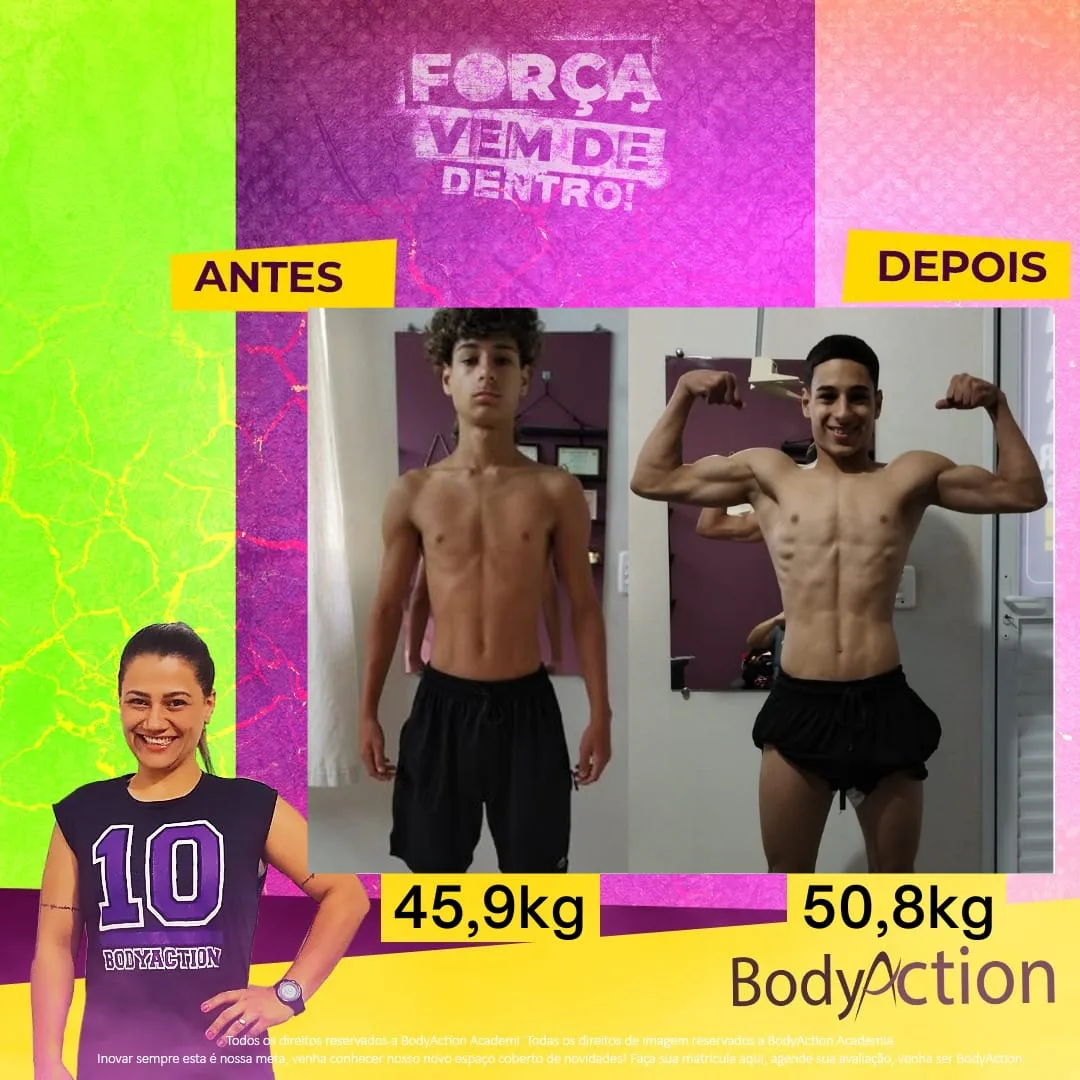 FORÇA
VEM DE
DENTRO!
ANTES
DEPOIS
10
BODYACTION
45,9kg
50,8kg
BodyAction
Todos os direitos reservados a BodyAction Academi. Todas os direitos de imagem reservados a BodyAction Academia
Inovar sempre esta é nossa meta, venha conhecer nosso novo espaço coberto de novidades! Faça sua matrícula aqui, agende sua avaliação, venha ser BodyAction